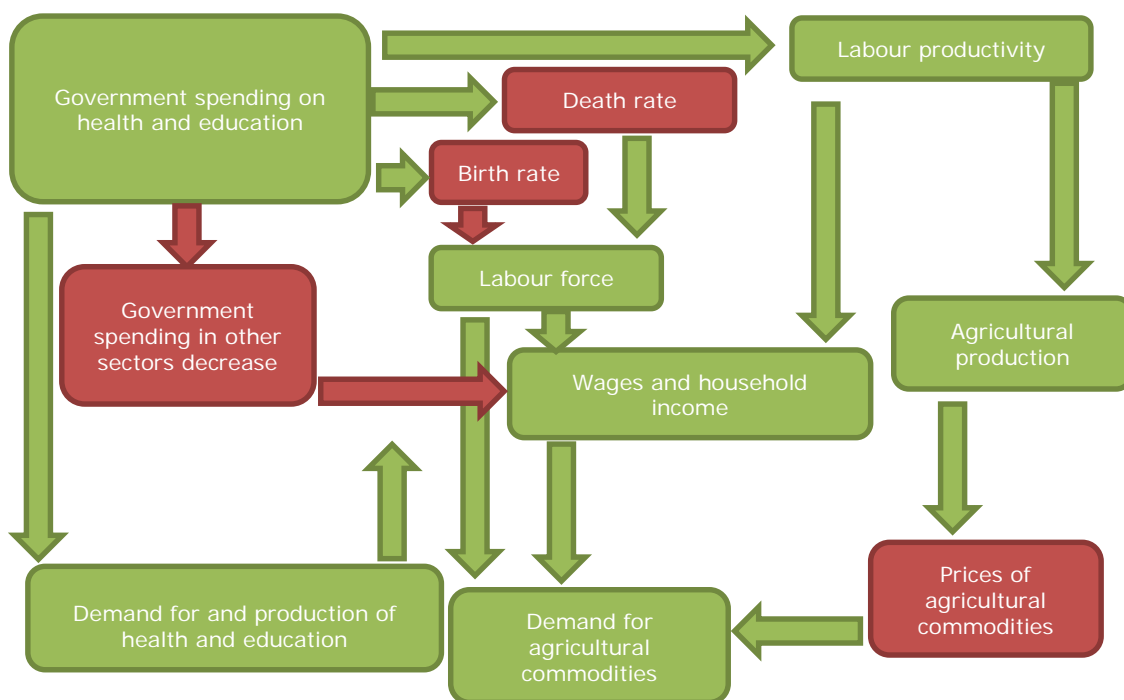 Government spending on
health and education
Labour productivity
Death rate
Birth rate
Labour force
Government
spending in other
sectors decrease
Agricultural
production
Wages and household
income
Demand for and production of
health and education
Demand for
agricultural
commodities
Prices of
agricultural
commodities